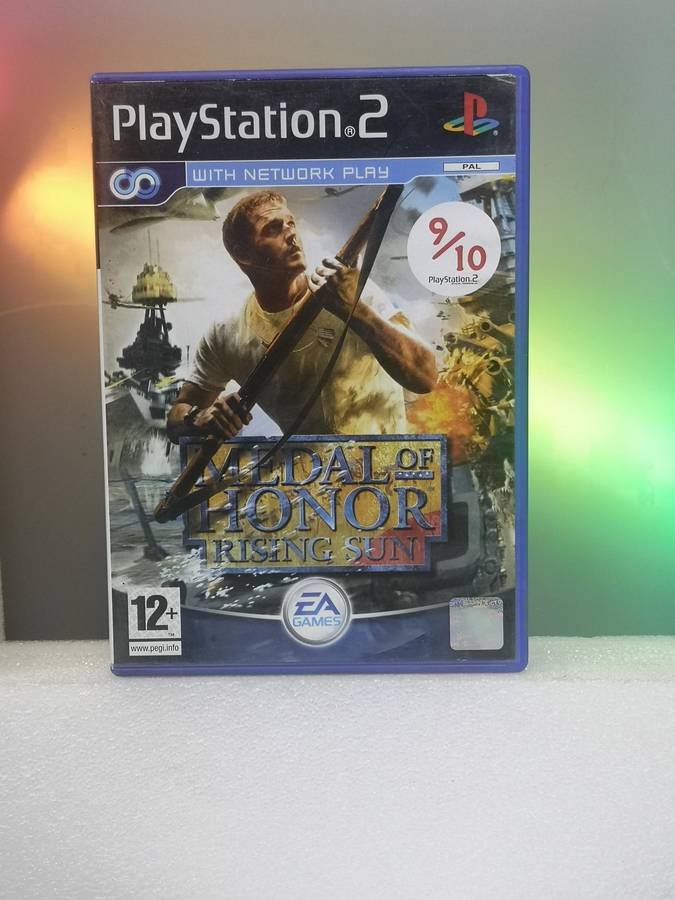 PlayStation®2
PAL
WITH NETWORK PLAY
9/10
PlayStation.2
MEDAL OF
HONOR
RISING SUN
12+
™
www.pegi.info
EA
GAMES